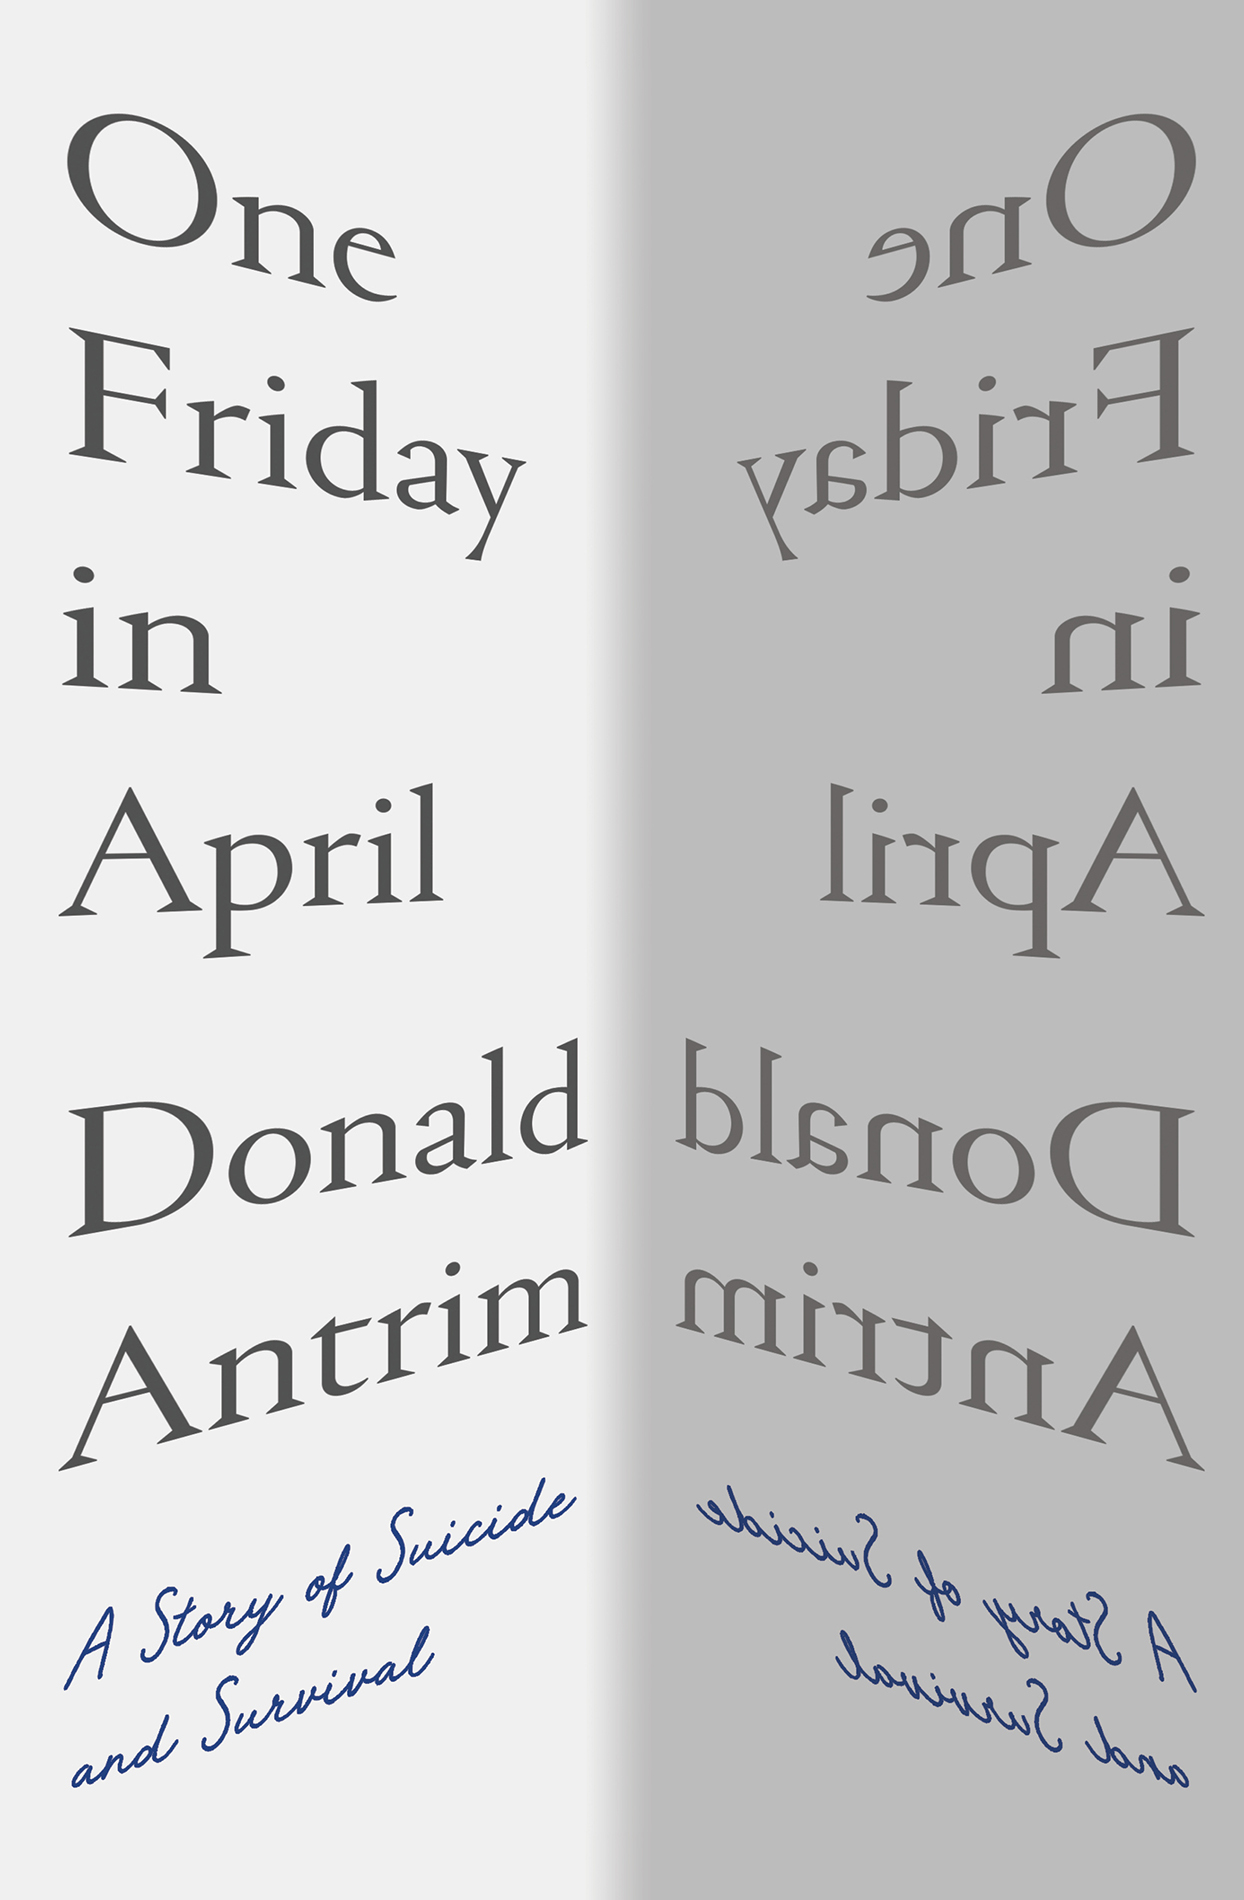 One
Friday
in
April
Donald
Antrim
A Story of Suicide
and Survival
One
Friday
in
April
Donald
Antrim
A Story of Suicide
and Survival